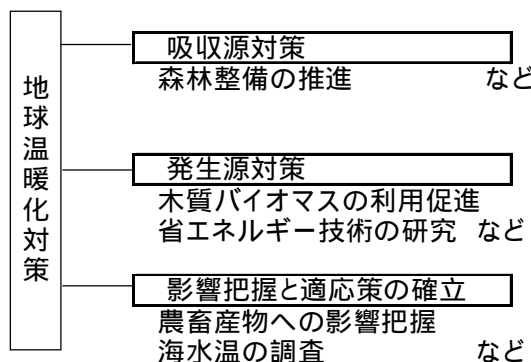 地球温暖化対策
吸収源対策
森林整備の推進 など
発生源対策
木質バイオマスの利用促進
省エネルギー技術の研究 など
影響把握と適応策の確立
農畜産物への影響把握
海水温の調査 など